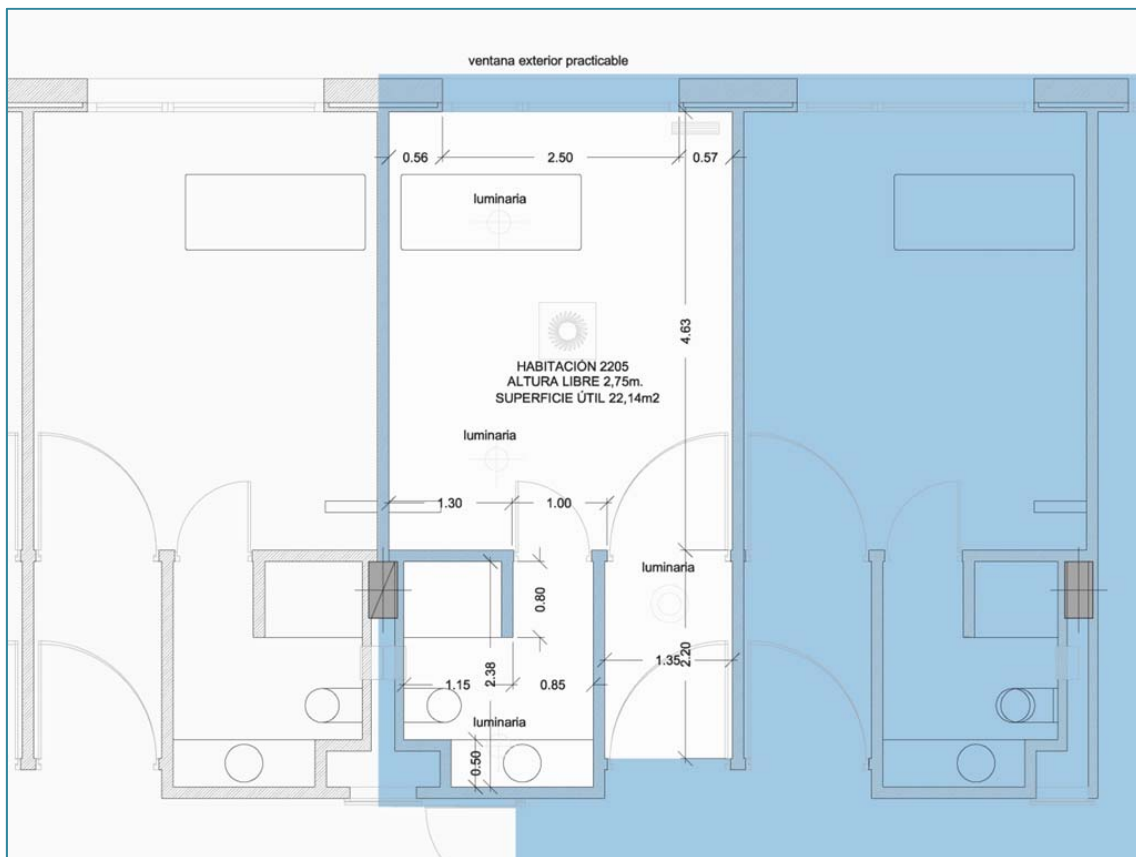 ventana exterior practicable
0.56
2.50
0.57
luminaria
4.63
HABITACIÓN 2205
ALTURA LIBRE 2,75m.
SUPERFICIE ÚTIL 22,14m2
luminaria
1.30
1.00
luminaria
0.80
1.35
2.20
2.38
1.15
0.85
luminaria
0.50